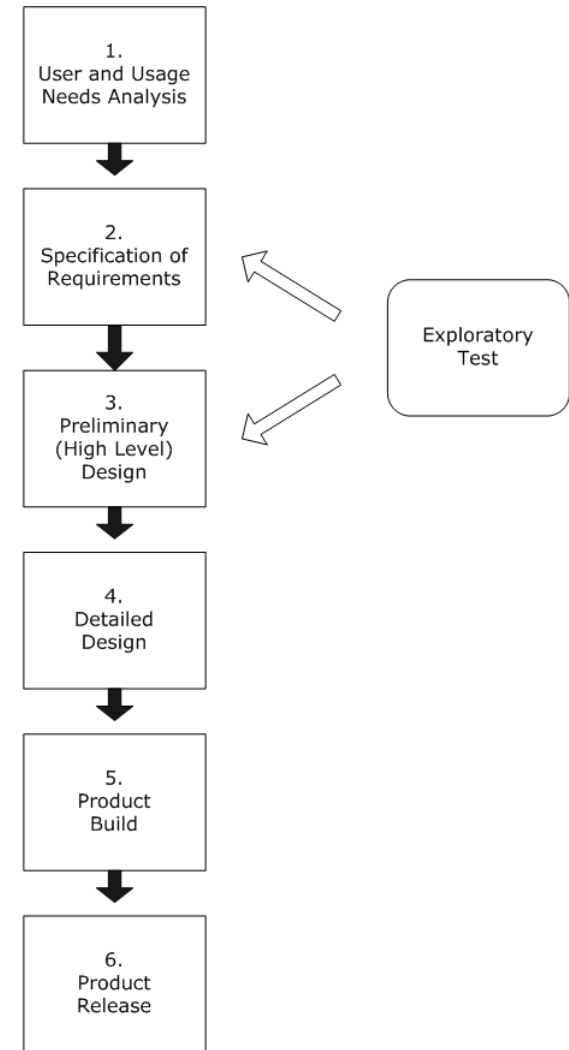 1.
User and Usage
Needs Analysis
2.
Specification of
Requirements
Exploratory
Test
3.
Preliminary
(High Level)
Design
4.
Detailed
Design
5.
Product
Build
6.
Product
Release